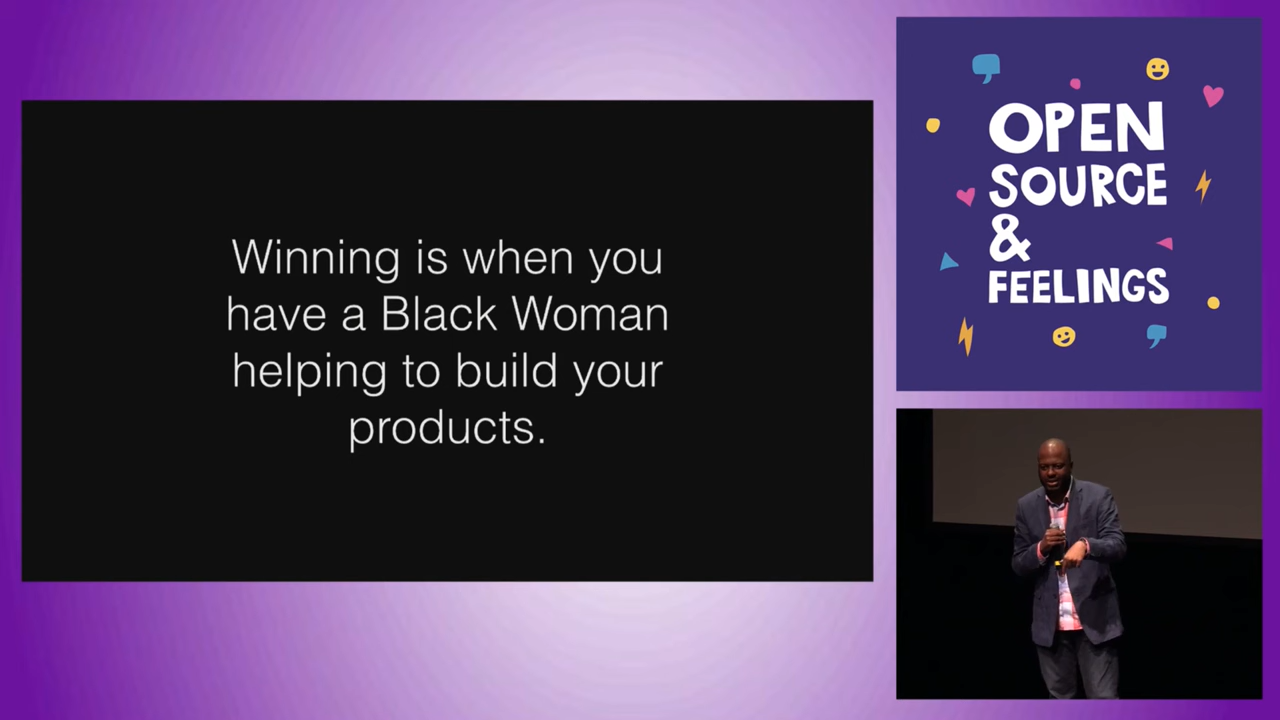 Winning is when you
have a Black Woman
helping to build your
products.
OPEN
SOURCE
&
FEELINGS